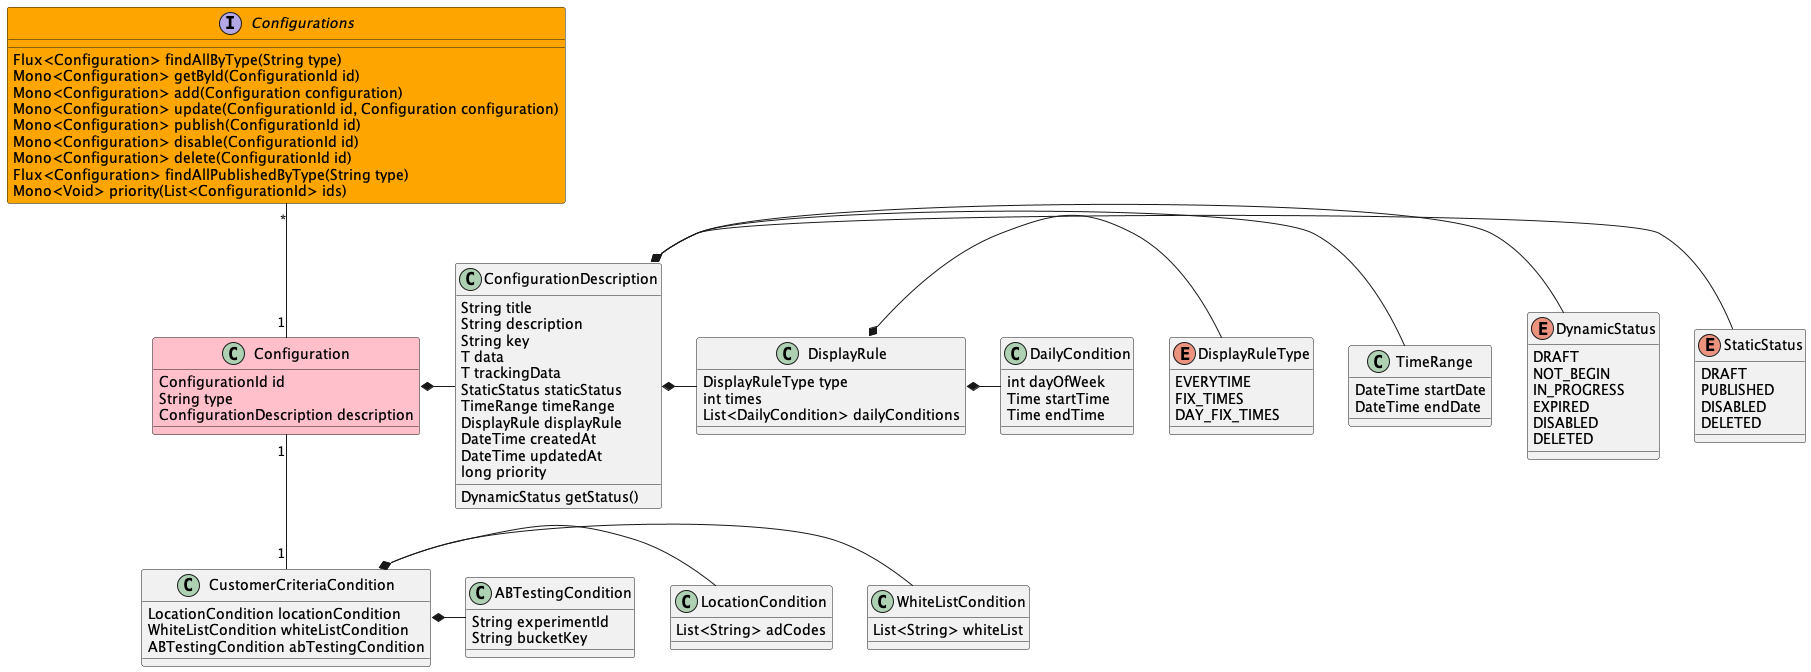 I Configurations
Flux<Configuration> findAllByType(String type)
Mono<Configuration> getById(ConfigurationId id)
Mono<Configuration> add(Configuration configuration)
Mono<Configuration> update(ConfigurationId id, Configuration configuration)
Mono<Configuration> publish(ConfigurationId id)
Mono<Configuration> disable(ConfigurationId id)
Mono<Configuration> delete(ConfigurationId id)
Flux<Configuration> findAllPublishedByType(String type)
Mono<Void> priority(List<ConfigurationId> ids)
*
1
C Configuration
ConfigurationId id
String type
ConfigurationDescription description
C ConfigurationDescription
String title
String description
String key
T data
T trackingData
StaticStatus staticStatus
TimeRange timeRange
DisplayRule displayRule
DateTime createdAt
DateTime updatedAt
long priority
DynamicStatus getStatus()
C DisplayRule
DisplayRuleType type
int times
List<DailyCondition> dailyConditions
C DailyCondition
int dayOfWeek
Time startTime
Time endTime
E DisplayRuleType
EVERYTIME
FIX_TIMES
DAY_FIX_TIMES
C TimeRange
DateTime startDate
DateTime endDate
E DynamicStatus
DRAFT
NOT_BEGIN
IN_PROGRESS
EXPIRED
DISABLED
DELETED
E StaticStatus
DRAFT
PUBLISHED
DISABLED
DELETED
1
1
C CustomerCriteriaCondition
LocationCondition locationCondition
WhiteListCondition whiteListCondition
ABTestingCondition abTestingCondition
C ABTestingCondition
String experimentId
String bucketKey
C LocationCondition
List<String> adCodes
C WhiteListCondition
List<String> whiteList